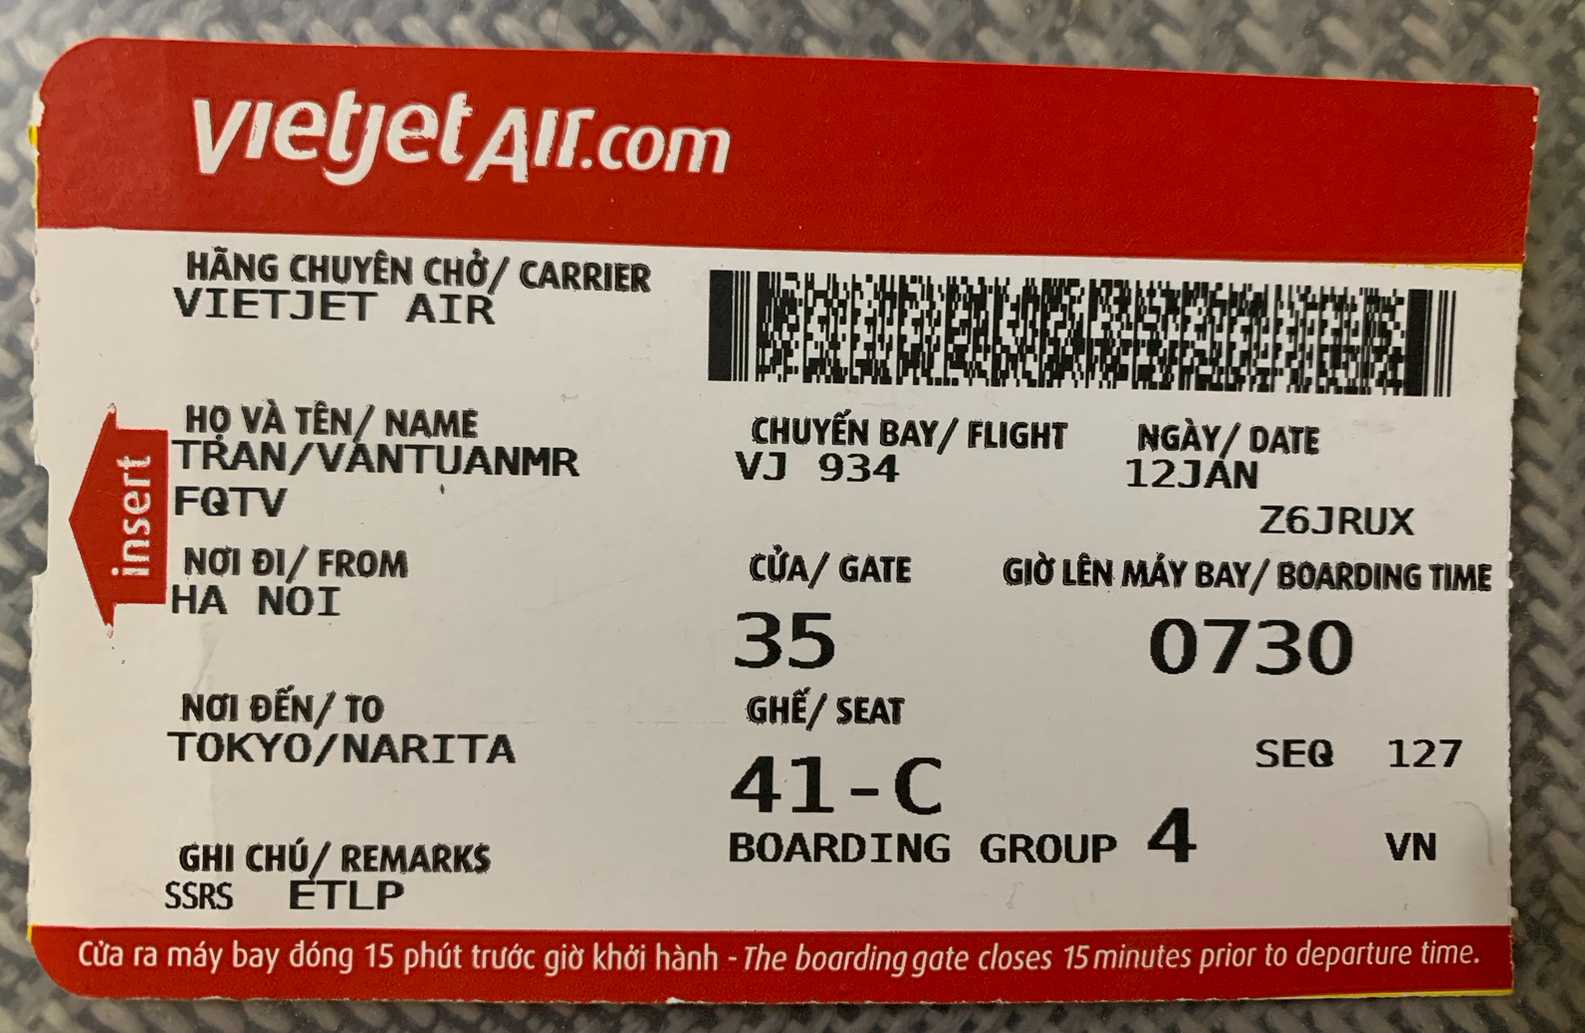 vietjetAir.com
HÃNG CHUYÊN CHỞ/ CARRIER
VIETJET AIR
HỌ VÀ TÊN/ NAME
TRAN/VANTUANMR
FQTV
CHUYẾN BAY/ FLIGHT
VJ 934
NGÀY/ DATE
12JAN
Z6JRUX
insert
NƠI ĐI/ FROM
HA NOI
CỬA/ GATE
35
GIỜ LÊN MÁY BAY/ BOARDING TIME
0730
NƠI ĐẾN/ TO
TOKYO/NARITA
GHẾ/ SEAT
41-C
SEQ 127
BOARDING GROUP 4
VN
GHI CHÚ/ REMARKS
SSRS ETLP
Cửa ra máy bay đóng 15 phút trước giờ khởi hành - The boarding gate closes 15 minutes prior to departure time.